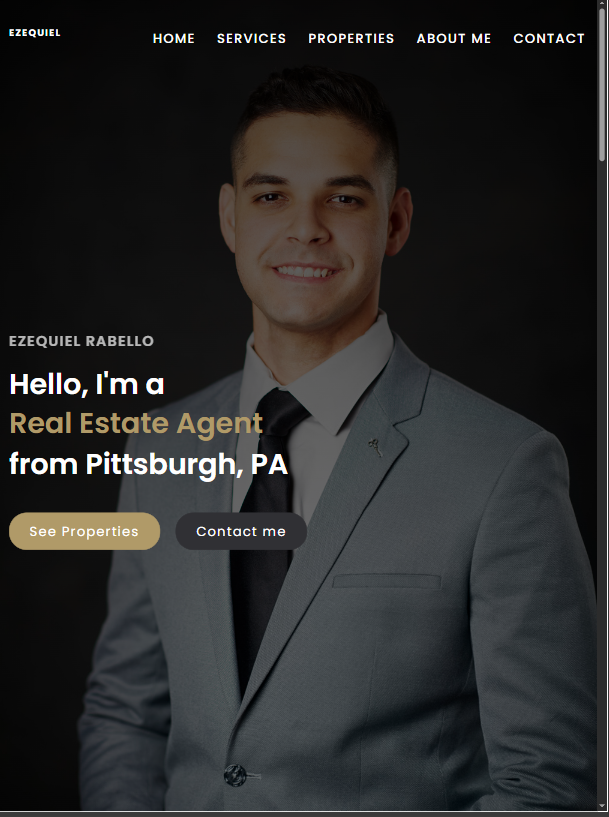 EZEQUIEL
HOME SERVICES PROPERTIES ABOUT ME CONTACT
EZEQUIEL RABELLO
Hello, I'm a
Real Estate Agent
from Pittsburgh, PA
See Properties Contact me